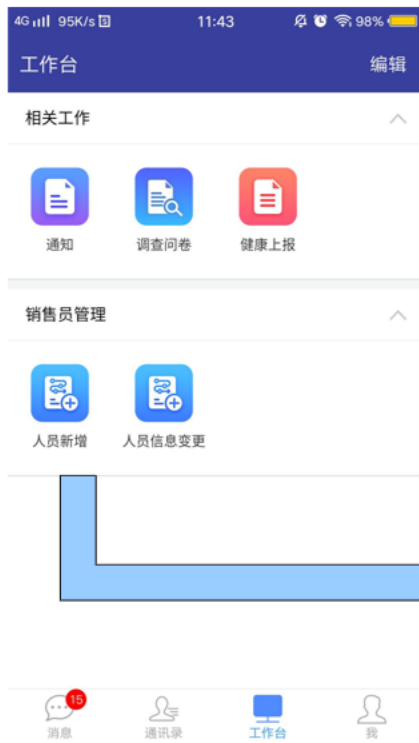 4G 95K/s 11:43 98%
工作台 编辑
相关工作
通知 调查问卷 健康上报
销售员管理
人员新增 人员信息变更
15
消息 通讯录 工作台 我